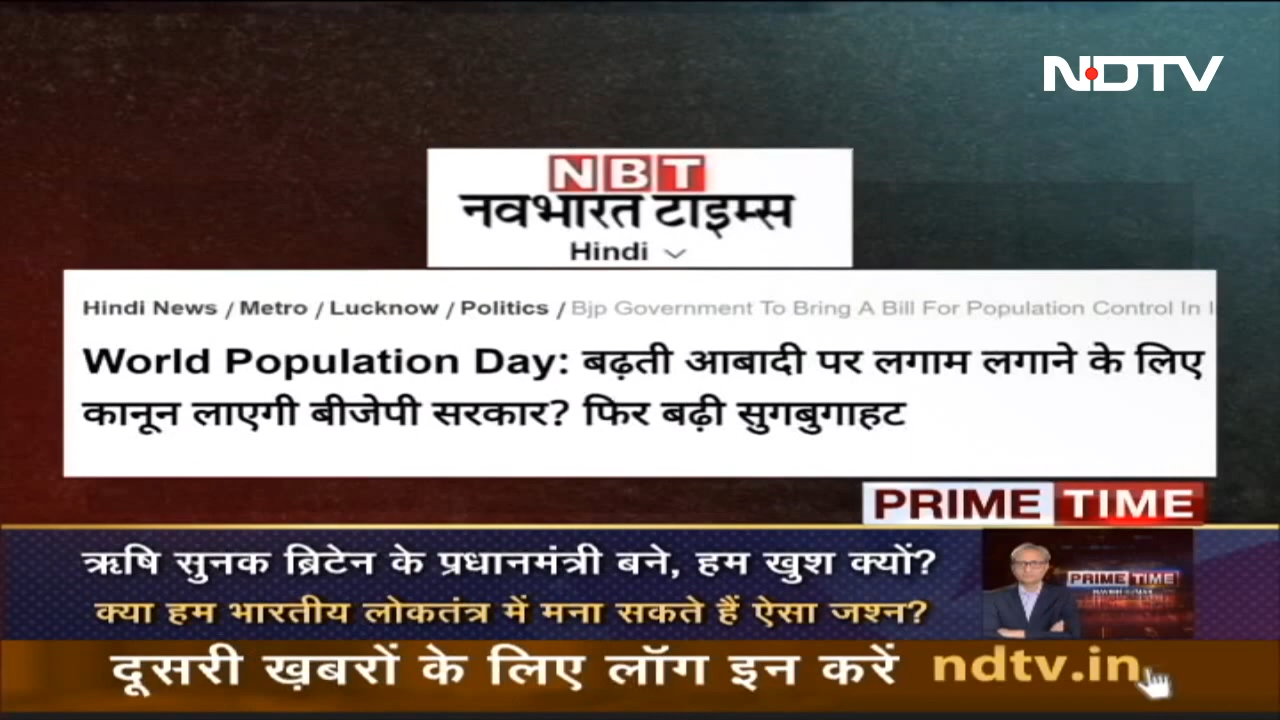 NDTV
NBT
नवभारत टाइम्स
Hindi
Hindi News / Metro / Lucknow / Politics / Bjp Government To Bring A Bill For Population Control In
World Population Day: बढ़ती आबादी पर लगाम लगाने के लिए
कानून लाएगी बीजेपी सरकार? फिर बढ़ी सुगबुगाहट
PRIME TIME
ऋषि सुनक ब्रिटेन के प्रधानमंत्री बने, हम खुश क्यों?
क्या हम भारतीय लोकतंत्र में मना सकते हैं ऐसा जश्न?
PRIME TIME
दूसरी ख़बरों के लिए लॉग इन करें ndtv.in